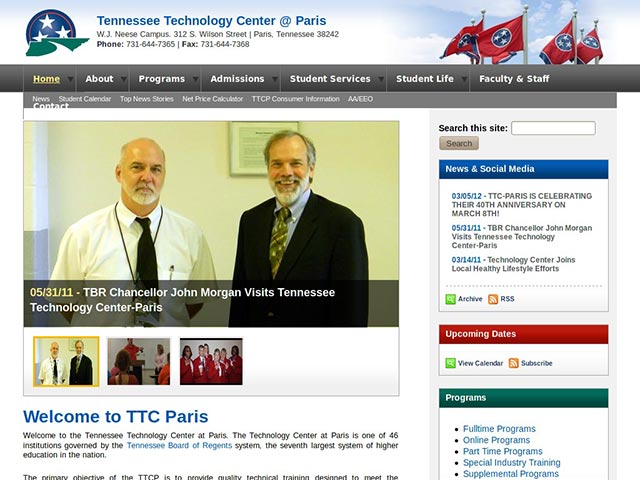 Tennessee Technology Center @ Paris
W.J. Neese Campus. 312 S. Wilson Street | Paris, Tennessee 38242
Phone: 731-644-7365 | Fax: 731-644-7368
Home About Programs Admissions Student Services Student Life Faculty & Staff
News Student Calendar Top News Stories Net Price Calculator TTCP Consumer Information AA/EEO
Contact
05/31/11 - TBR Chancellor John Morgan Visits Tennessee
Technology Center-Paris
Welcome to TTC Paris
Welcome to the Tennessee Technology Center at Paris. The Technology Center at Paris is one of 46
institutions governed by the Tennessee Board of Regents system, the seventh largest system of higher
education in the nation.
The primary objective of the TTCP is to provide quality technical training designed to meet the
Search this site:
Search
News & Social Media
03/05/12 - TTC-PARIS IS CELEBRATING
THEIR 40TH ANNIVERSARY ON
MARCH 8TH!
05/31/11 - TBR Chancellor John Morgan
Visits Tennessee Technology
Center-Paris
03/14/11 - Technology Center Joins
Local Healthy Lifestyle Efforts
Archive RSS
Upcoming Dates
View Calendar Subscribe
Programs
Fulltime Programs
Online Programs
Part Time Programs
Special Industry Training
Supplemental Programs